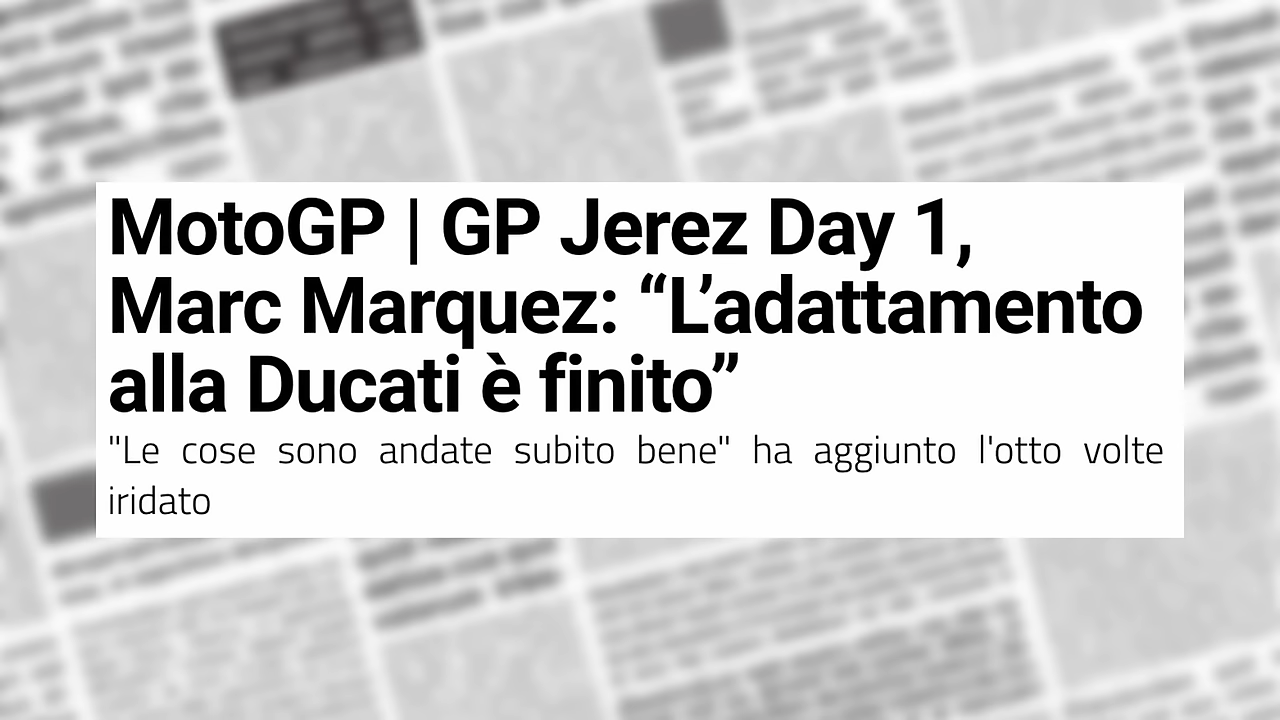 MotoGP | GP Jerez Day 1,
Marc Marquez: “L’adattamento
alla Ducati è finito”
"Le cose sono andate subito bene" ha aggiunto l'otto volte
iridato